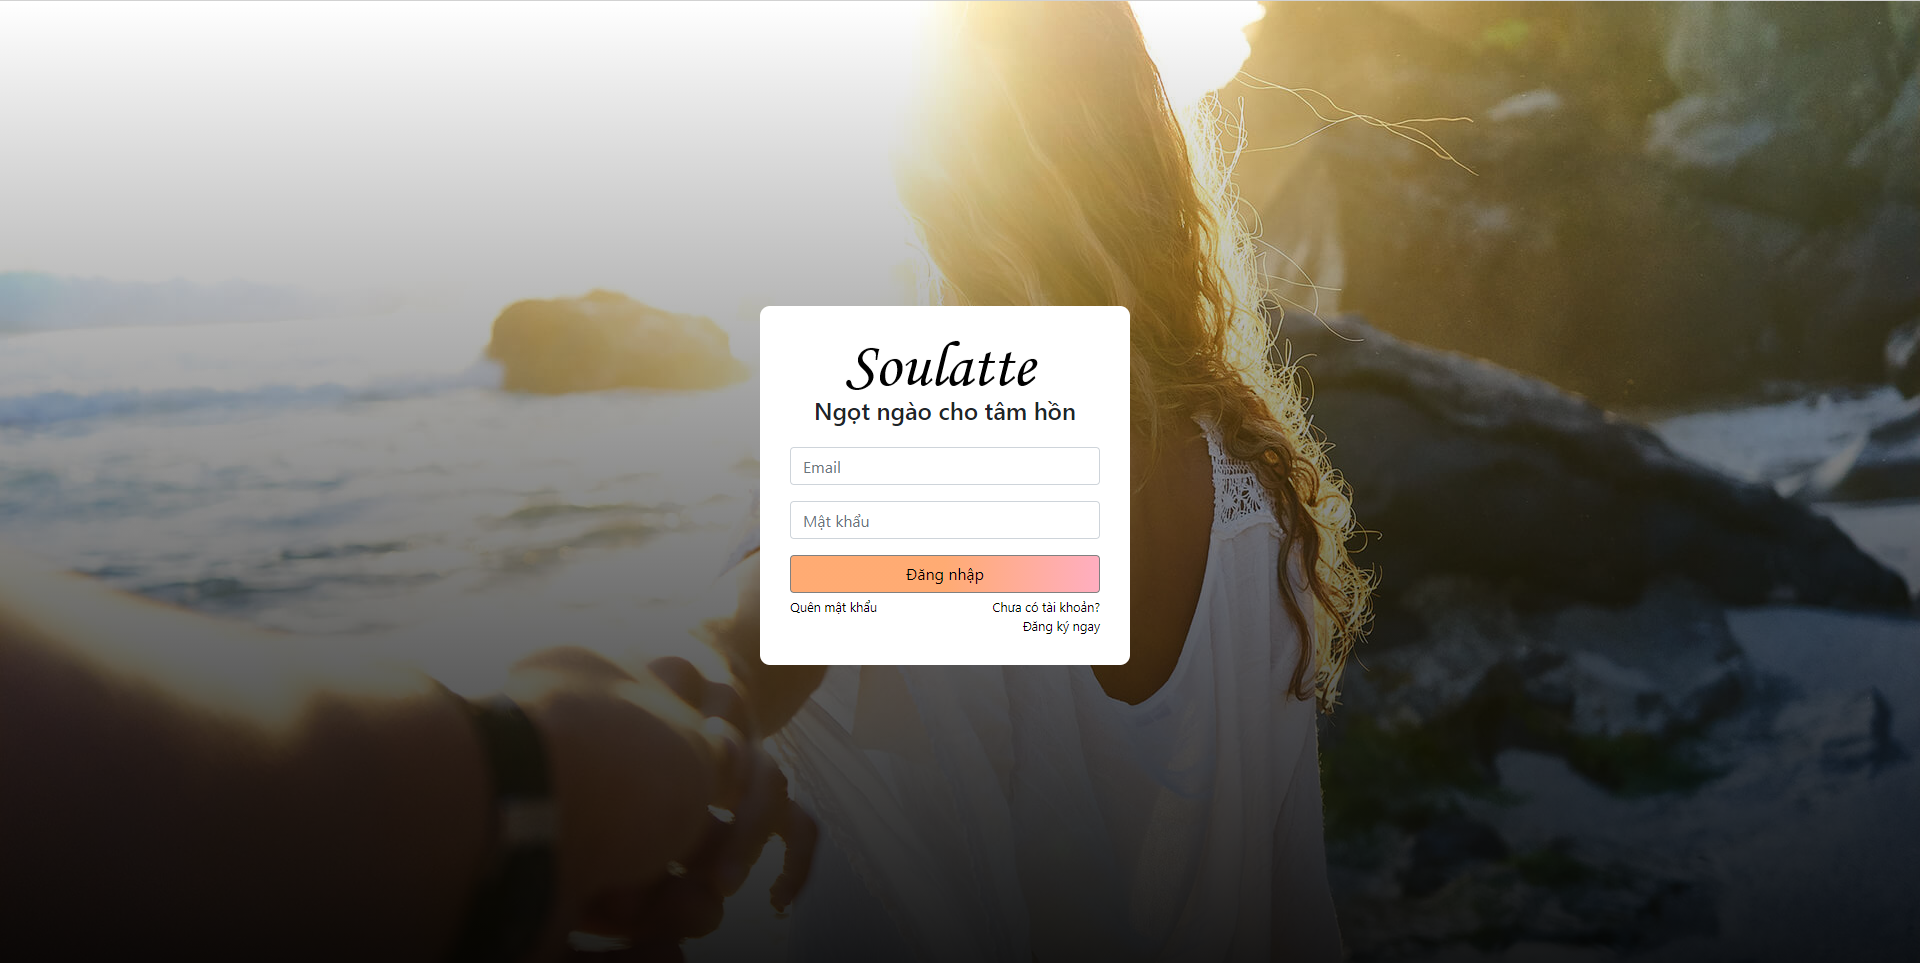 Soulatte
Ngọt ngào cho tâm hồn
Email
Mật khẩu
Đăng nhập
Quên mật khẩu
Chưa có tài khoản?
Đăng ký ngay